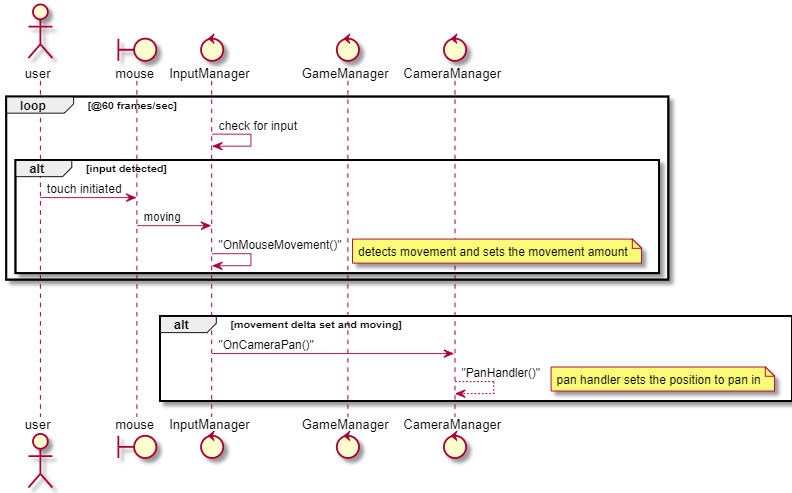 user
mouse
InputManager
GameManager
CameraManager
loop
[@60 frames/sec]
check for input
alt
[input detected]
touch initiated
moving
"OnMouseMovement()"
detects movement and sets the movement amount
alt
[movement delta set and moving]
"OnCameraPan()"
"PanHandler()"
pan handler sets the position to pan in
user
mouse
InputManager
GameManager
CameraManager